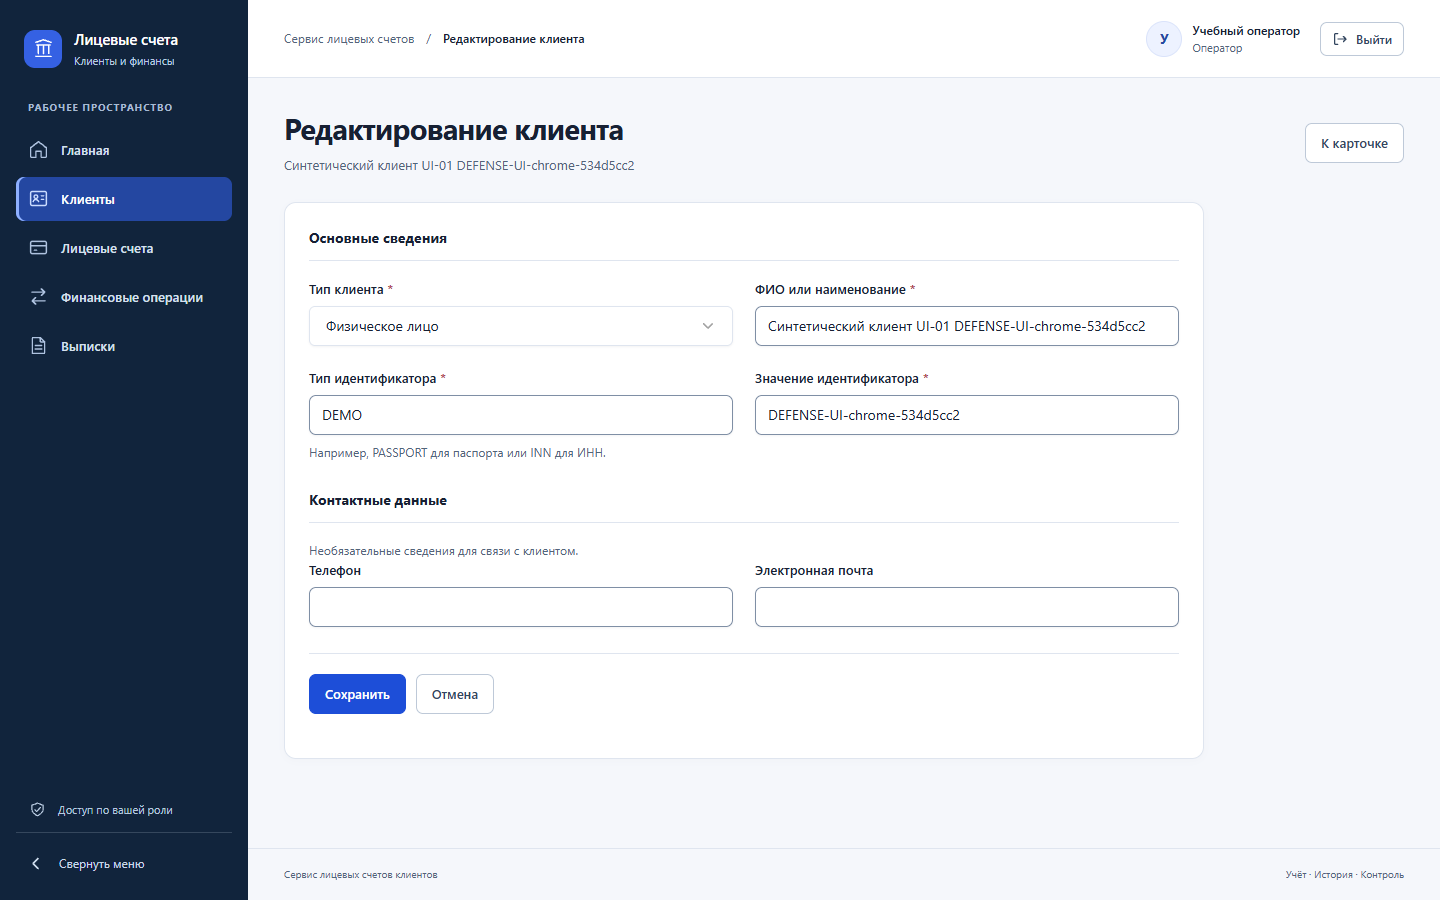 Лицевые счета
Клиенты и финансы
РАБОЧЕЕ ПРОСТРАНСТВО
Главная
Клиенты
Лицевые счета
Финансовые операции
Выписки
Доступ по вашей роли
Свернуть меню
Сервис лицевых счетов / Редактирование клиента
У
Учебный оператор
Оператор
Выйти
Редактирование клиента
Синтетический клиент UI-01 DEFENSE-UI-chrome-534d5cc2
К карточке
Основные сведения
Тип клиента *
ФИО или наименование *
Физическое лицо
Синтетический клиент UI-01 DEFENSE-UI-chrome-534d5cc2
Тип идентификатора *
Значение идентификатора *
DEMO
DEFENSE-UI-chrome-534d5cc2
Например, PASSPORT для паспорта или INN для ИНН.
Контактные данные
Необязательные сведения для связи с клиентом.
Телефон
Электронная почта
Сохранить
Отмена
Сервис лицевых счетов клиентов
Учёт · История · Контроль